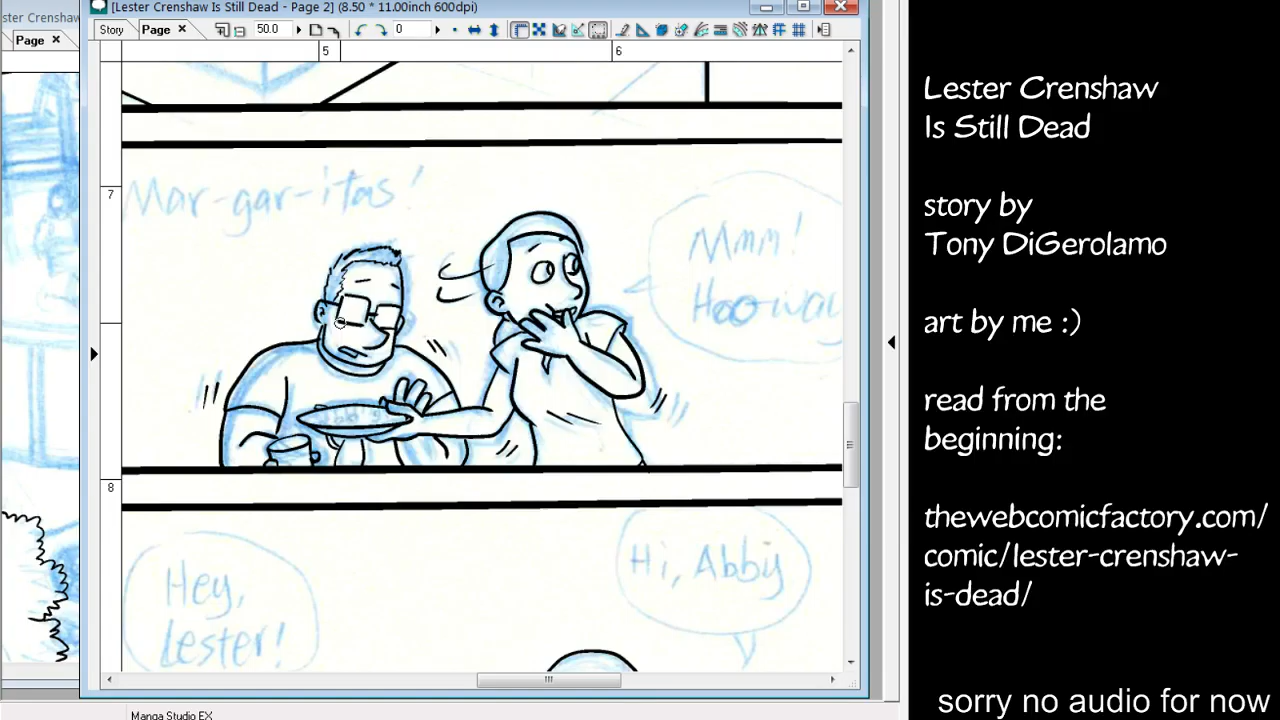 ster Crenshaw
[Lester Crenshaw Is Still Dead - Page 2] (8.50 * 11.00inch 600dpi)
Page
Story
Page
50.0
0
5
6
7
8
Mar-gar-itas!
Mmm!
Hey,
Lester!
Hi, Abby
Manga Studio EX
Lester Crenshaw
Is Still Dead
story by
Tony DiGerolamo
art by me :)
read from the
beginning:
thewebcomicfactory.com/
comic/lester-crenshaw-
is-dead/
sorry no audio for now